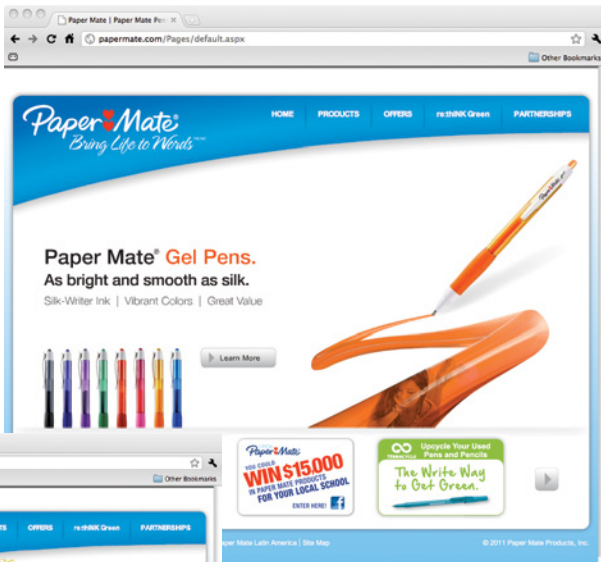 Paper Mate | Paper Mate Pen
papermate.com/Pages/default.aspx
Other Bookmarks
Paper Mate®
Bring Life to Words
HOME PRODUCTS OFFERS re:thINK Green PARTNERSHIPS
Paper Mate® Gel Pens.
As bright and smooth as silk.
Silk-Writer Ink | Vibrant Colors | Great Value
Learn More
Other Bookmarks
OFFERS re:thINK Green PARTNERSHIPS
Paper Mate
YOU COULD
WIN $15,000
IN PAPER MATE PRODUCTS
FOR YOUR LOCAL SCHOOL
ENTER HERE! f
TERRACYCLE
Upcycle Your Used
Pens and Pencils
The Write Way
to Get Green.
Paper Mate Latin America | Site Map
© 2011 Paper Mate Products, Inc.